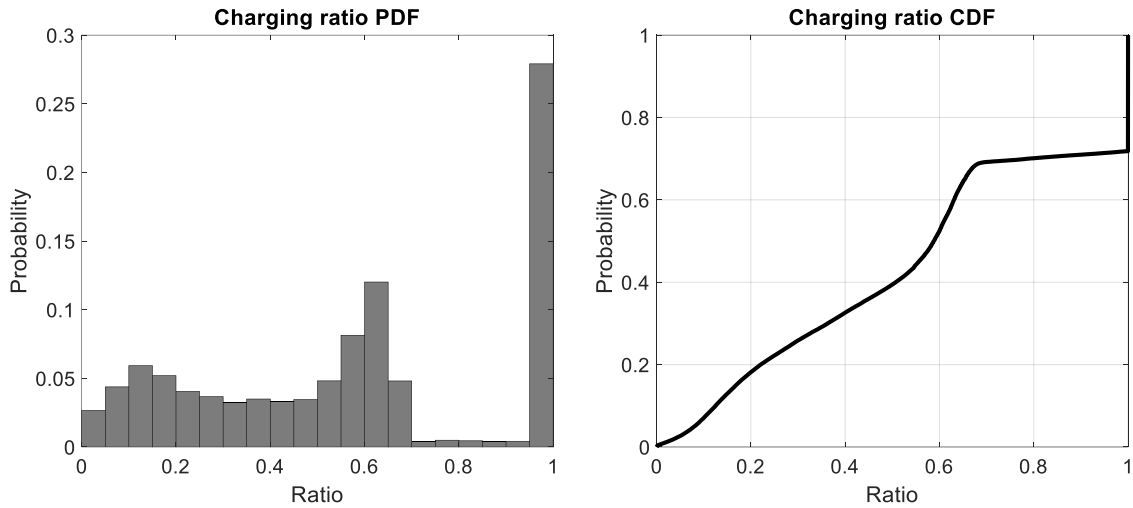 Charging ratio PDF
0.3
0.25
0.2
0.15
0.1
0.05
0
Probability
0 0.2 0.4 0.6 0.8 1
Ratio
Charging ratio CDF
1
0.8
0.6
0.4
0.2
0
Probability
0 0.2 0.4 0.6 0.8 1
Ratio